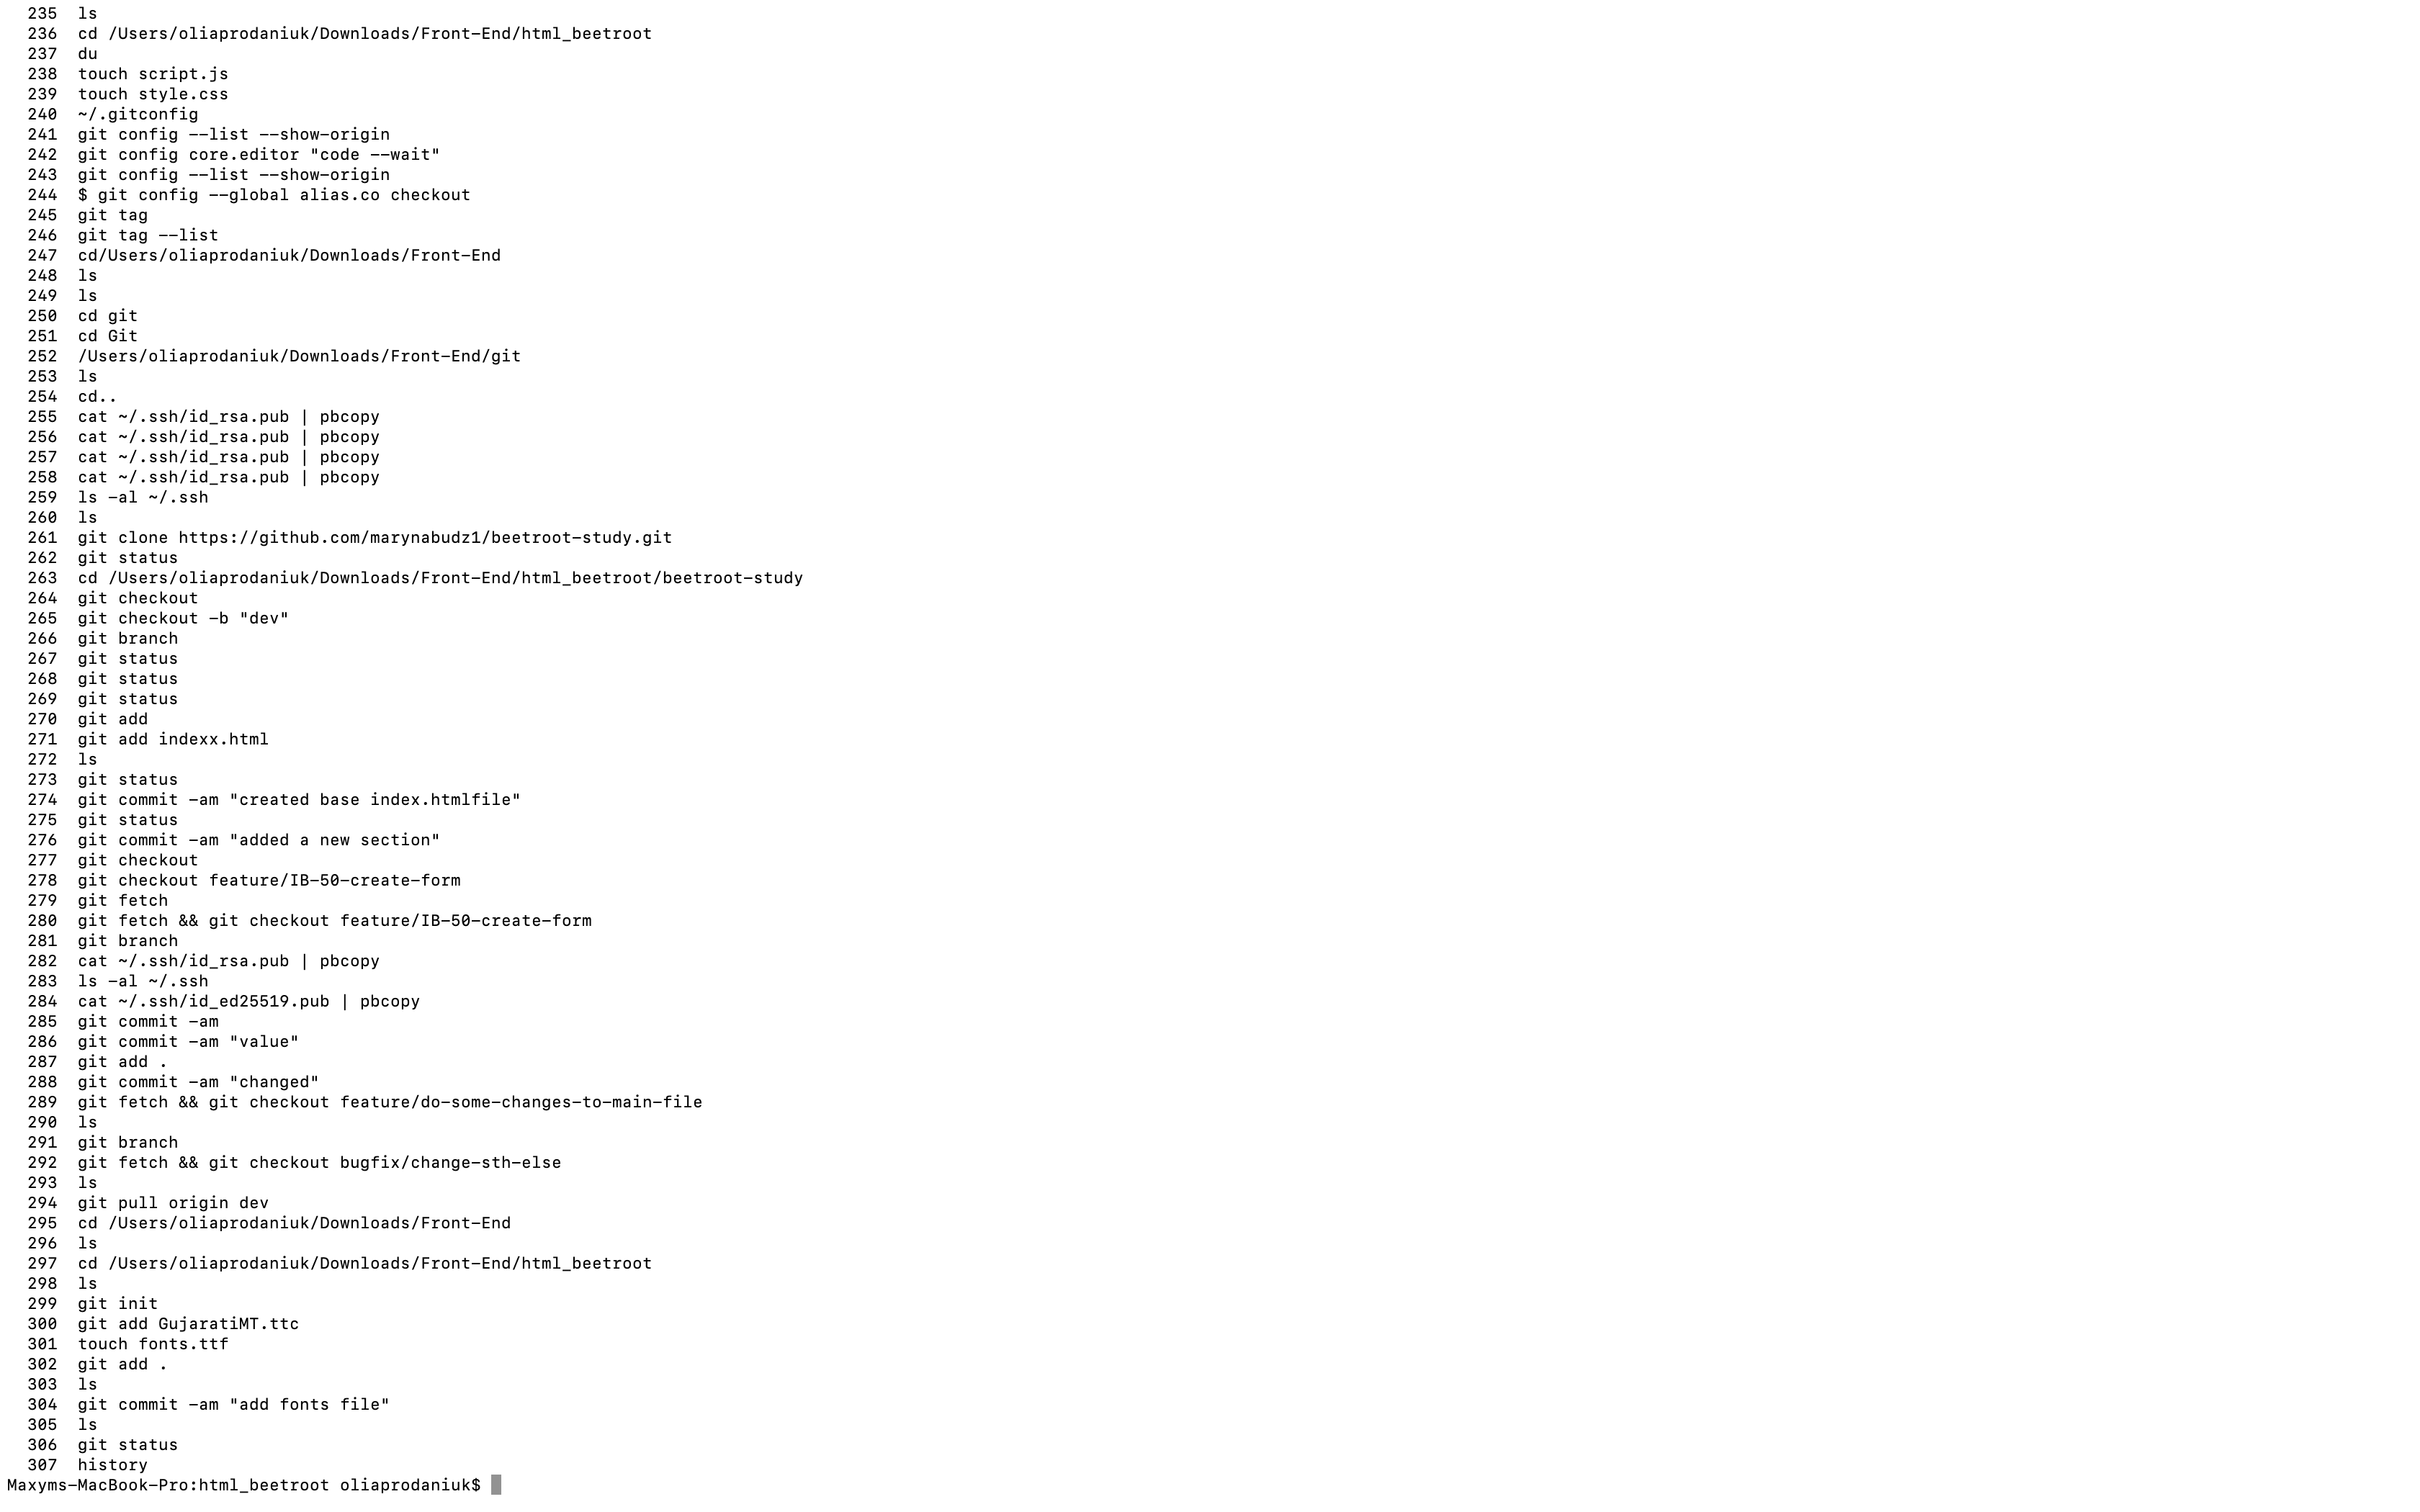 235  ls
236  cd /Users/oliaprodaniuk/Downloads/Front-End/html_beetroot
237  du
238  touch script.js
239  touch style.css
240  ~/.gitconfig
241  git config --list --show-origin
242  git config core.editor "code --wait"
243  git config --list --show-origin
244  $ git config --global alias.co checkout
245  git tag
246  git tag --list
247  cd/Users/oliaprodaniuk/Downloads/Front-End
248  ls
249  ls
250  cd git
251  cd Git
252  /Users/oliaprodaniuk/Downloads/Front-End/git
253  ls
254  cd..
255  cat ~/.ssh/id_rsa.pub | pbcopy
256  cat ~/.ssh/id_rsa.pub | pbcopy
257  cat ~/.ssh/id_rsa.pub | pbcopy
258  cat ~/.ssh/id_rsa.pub | pbcopy
259  ls -al ~/.ssh
260  ls
261  git clone https://github.com/marynabudz1/beetroot-study.git
262  git status
263  cd /Users/oliaprodaniuk/Downloads/Front-End/html_beetroot/beetroot-study
264  git checkout
265  git checkout -b "dev"
266  git branch
267  git status
268  git status
269  git status
270  git add
271  git add indexx.html
272  ls
273  git status
274  git commit -am "created base index.htmlfile"
275  git status
276  git commit -am "added a new section"
277  git checkout
278  git checkout feature/IB-50-create-form
279  git fetch
280  git fetch && git checkout feature/IB-50-create-form
281  git branch
282  cat ~/.ssh/id_rsa.pub | pbcopy
283  ls -al ~/.ssh
284  cat ~/.ssh/id_ed25519.pub | pbcopy
285  git commit -am
286  git commit -am "value"
287  git add .
288  git commit -am "changed"
289  git fetch && git checkout feature/do-some-changes-to-main-file
290  ls
291  git branch
292  git fetch && git checkout bugfix/change-sth-else
293  ls
294  git pull origin dev
295  cd /Users/oliaprodaniuk/Downloads/Front-End
296  ls
297  cd /Users/oliaprodaniuk/Downloads/Front-End/html_beetroot
298  ls
299  git init
300  git add GujaratiMT.ttc
301  touch fonts.ttf
302  git add .
303  ls
304  git commit -am "add fonts file"
305  ls
306  git status
307  history
Maxyms-MacBook-Pro:html_beetroot oliaprodaniuk$